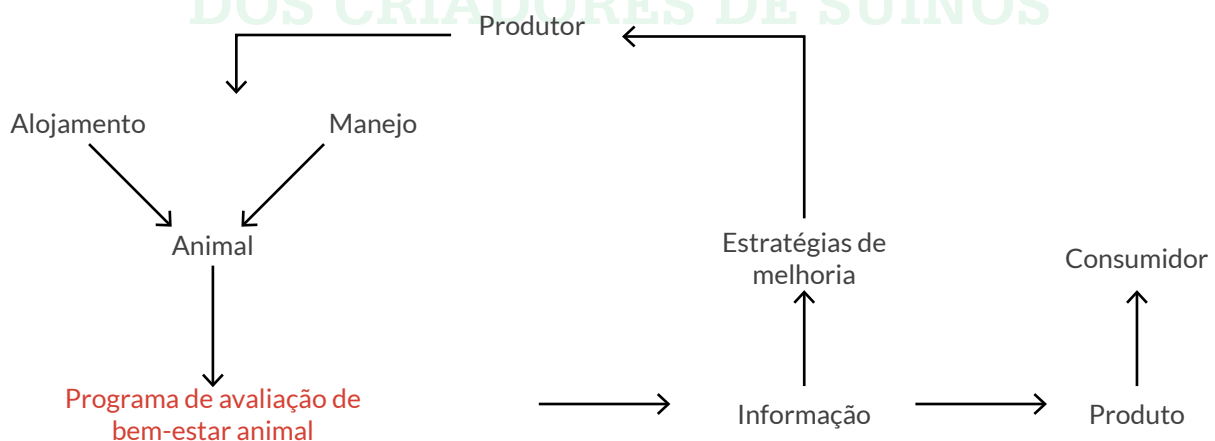 DOS CRIADORES DE SUÍNOS
Produtor
Alojamento
Manejo
Animal
Estratégias de
melhoria
Consumidor
Programa de avaliação de
bem-estar animal
Informação
Produto